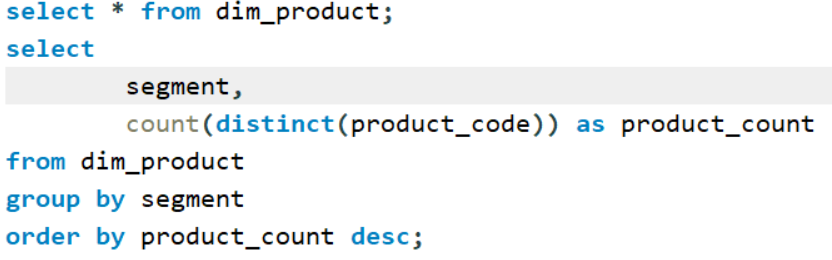 select * from dim_product;
select
segment,
count(distinct(product_code)) as product_count
from dim_product
group by segment
order by product_count desc;